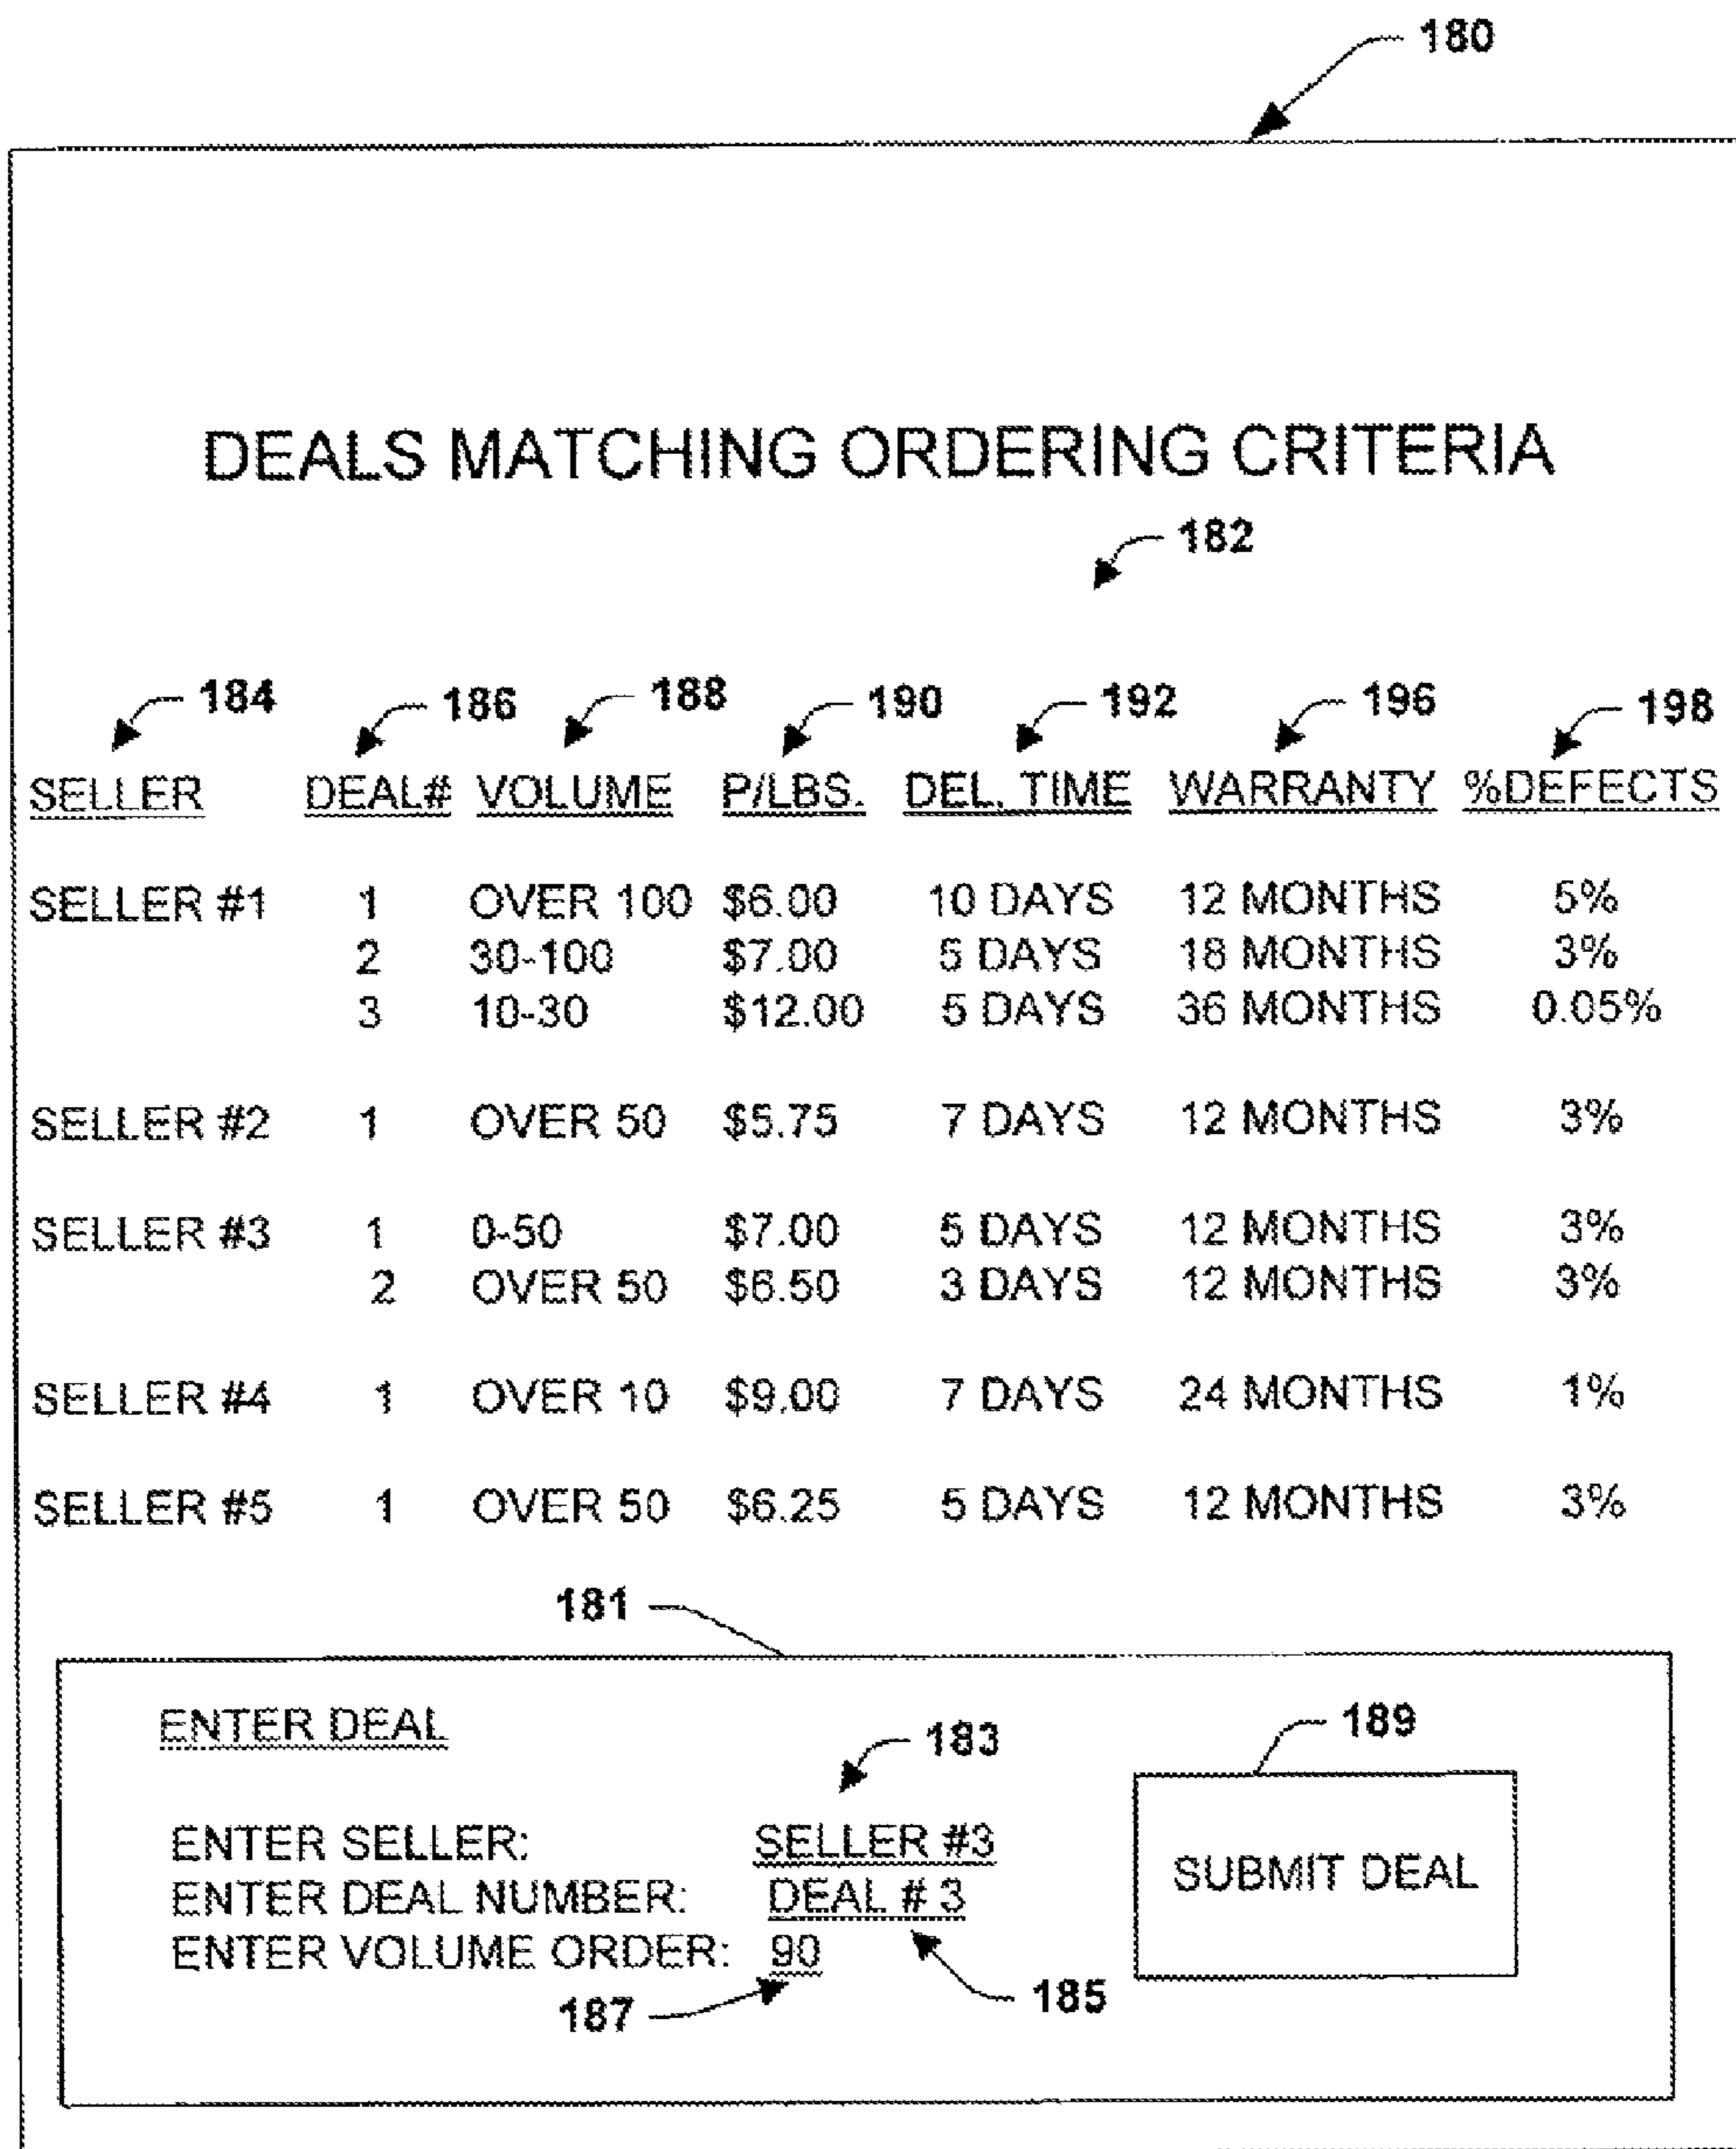 180
DEALS MATCHING ORDERING CRITERIA
182
184 186 188 190 192 196 198
SELLER DEAL# VOLUME P/LBS. DEL. TIME WARRANTY %DEFECTS
SELLER #1 1 OVER 100 $6.00 10 DAYS 12 MONTHS 5%
2 30-100 $7.00 5 DAYS 18 MONTHS 3%
3 10-30 $12.00 5 DAYS 36 MONTHS 0.05%
SELLER #2 1 OVER 50 $5.75 7 DAYS 12 MONTHS 3%
SELLER #3 1 0-50 $7.00 5 DAYS 12 MONTHS 3%
2 OVER 50 $6.50 3 DAYS 12 MONTHS 3%
SELLER #4 1 OVER 10 $9.00 7 DAYS 24 MONTHS 1%
SELLER #5 1 OVER 50 $6.25 5 DAYS 12 MONTHS 3%
181
ENTER DEAL
183 189
ENTER SELLER: SELLER #3
ENTER DEAL NUMBER: DEAL # 3
SUBMIT DEAL
ENTER VOLUME ORDER: 90
187 185